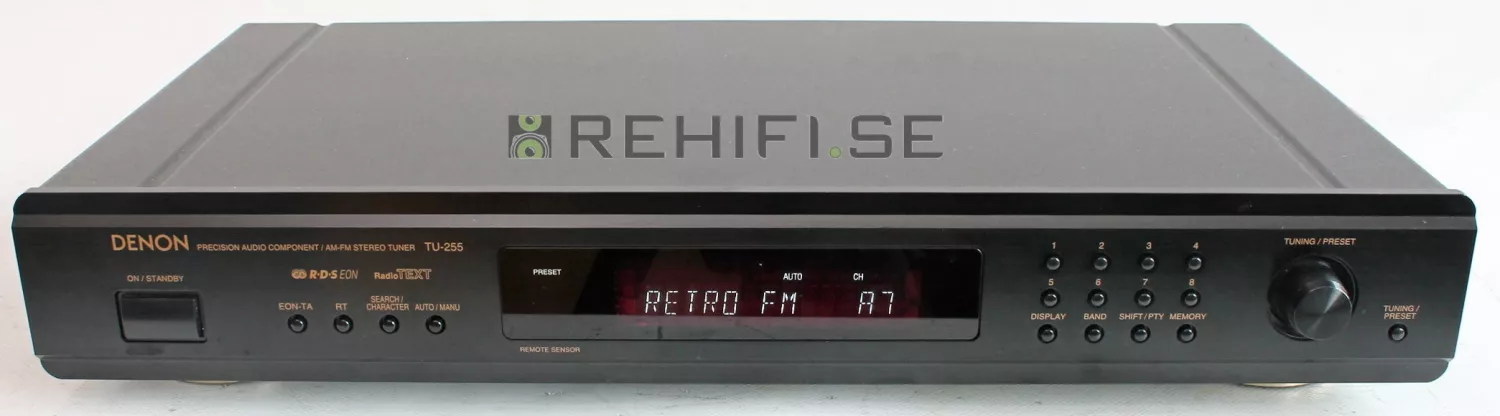 REHIFI.SE
DENON PRECISION AUDIO COMPONENT / AM-FM STEREO TUNER TU-255
ON / STANDBY
R·D·S EON RadioTEXT
EON-TA RT SEARCH / CHARACTER AUTO / MANU
PRESET AUTO CH
RETRO FM A7
REMOTE SENSOR
1 2 3 4
5 6 7 8
DISPLAY BAND SHIFT / PTY MEMORY
TUNING / PRESET
TUNING / PRESET